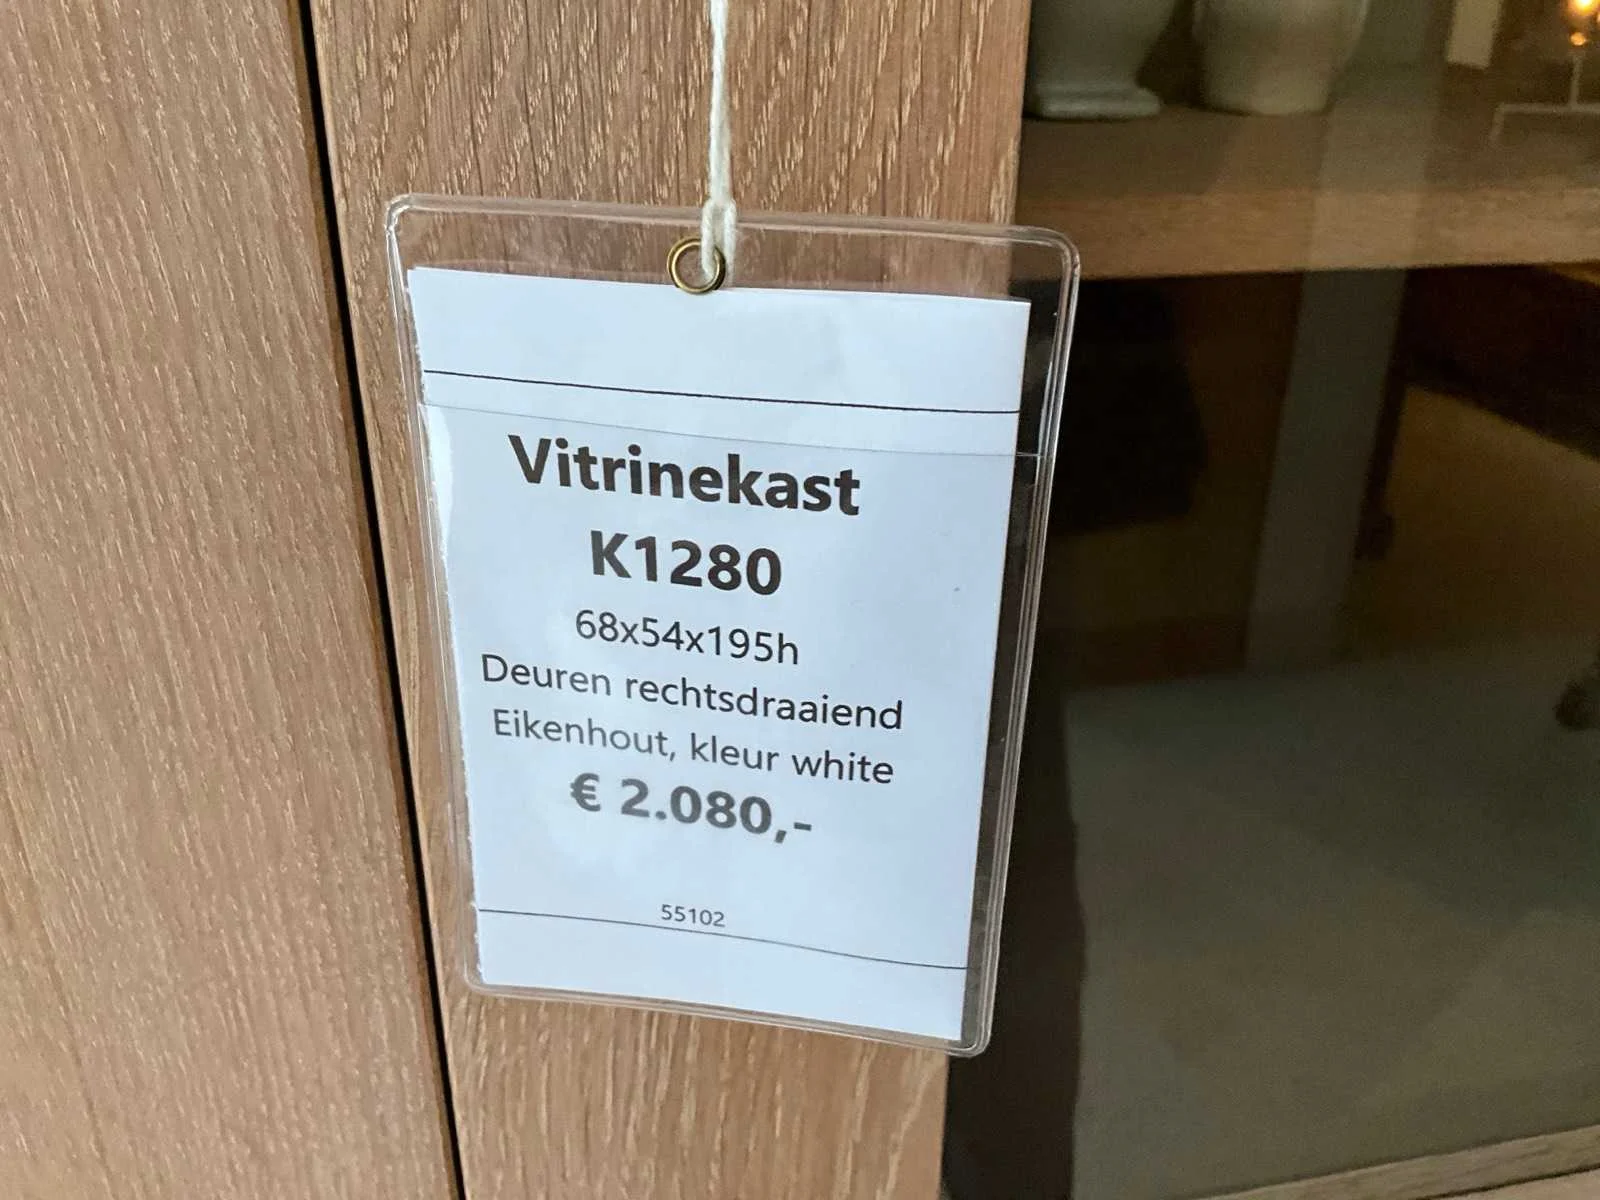 Vitrinekast
K1280
68x54x195h
Deuren rechtsdraaiend
Eikenhout, kleur white
€ 2.080,-
55102